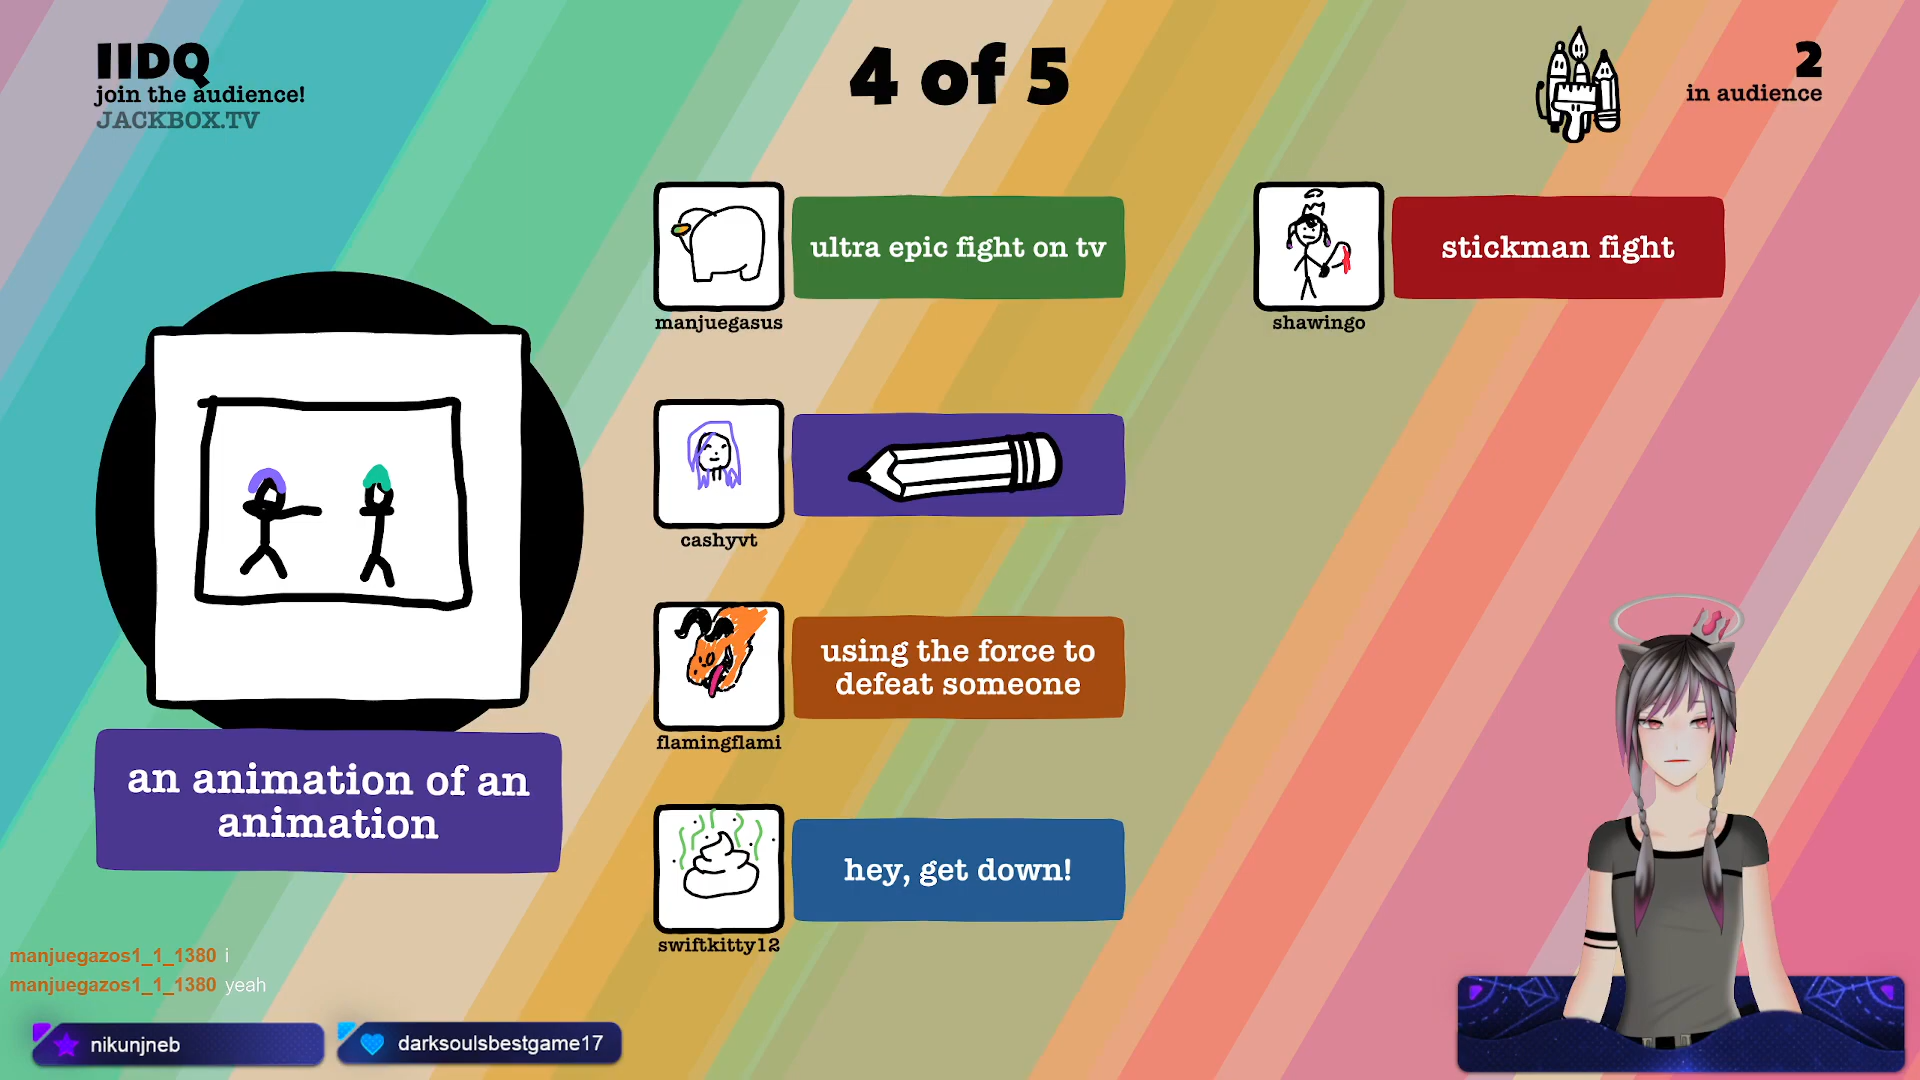 IIDQ
join the audience!
JACKBOX.TV
4 of 5
2
in audience
ultra epic fight on tv
manjuegasus
stickman fight
shawingo
cashyvt
using the force to
defeat someone
flamingflami
hey, get down!
swiftkitty12
an animation of an
animation
manjuegazos1_1_1380 i
manjuegazos1_1_1380 yeah
nikunjneb
darksoulsbestgame17